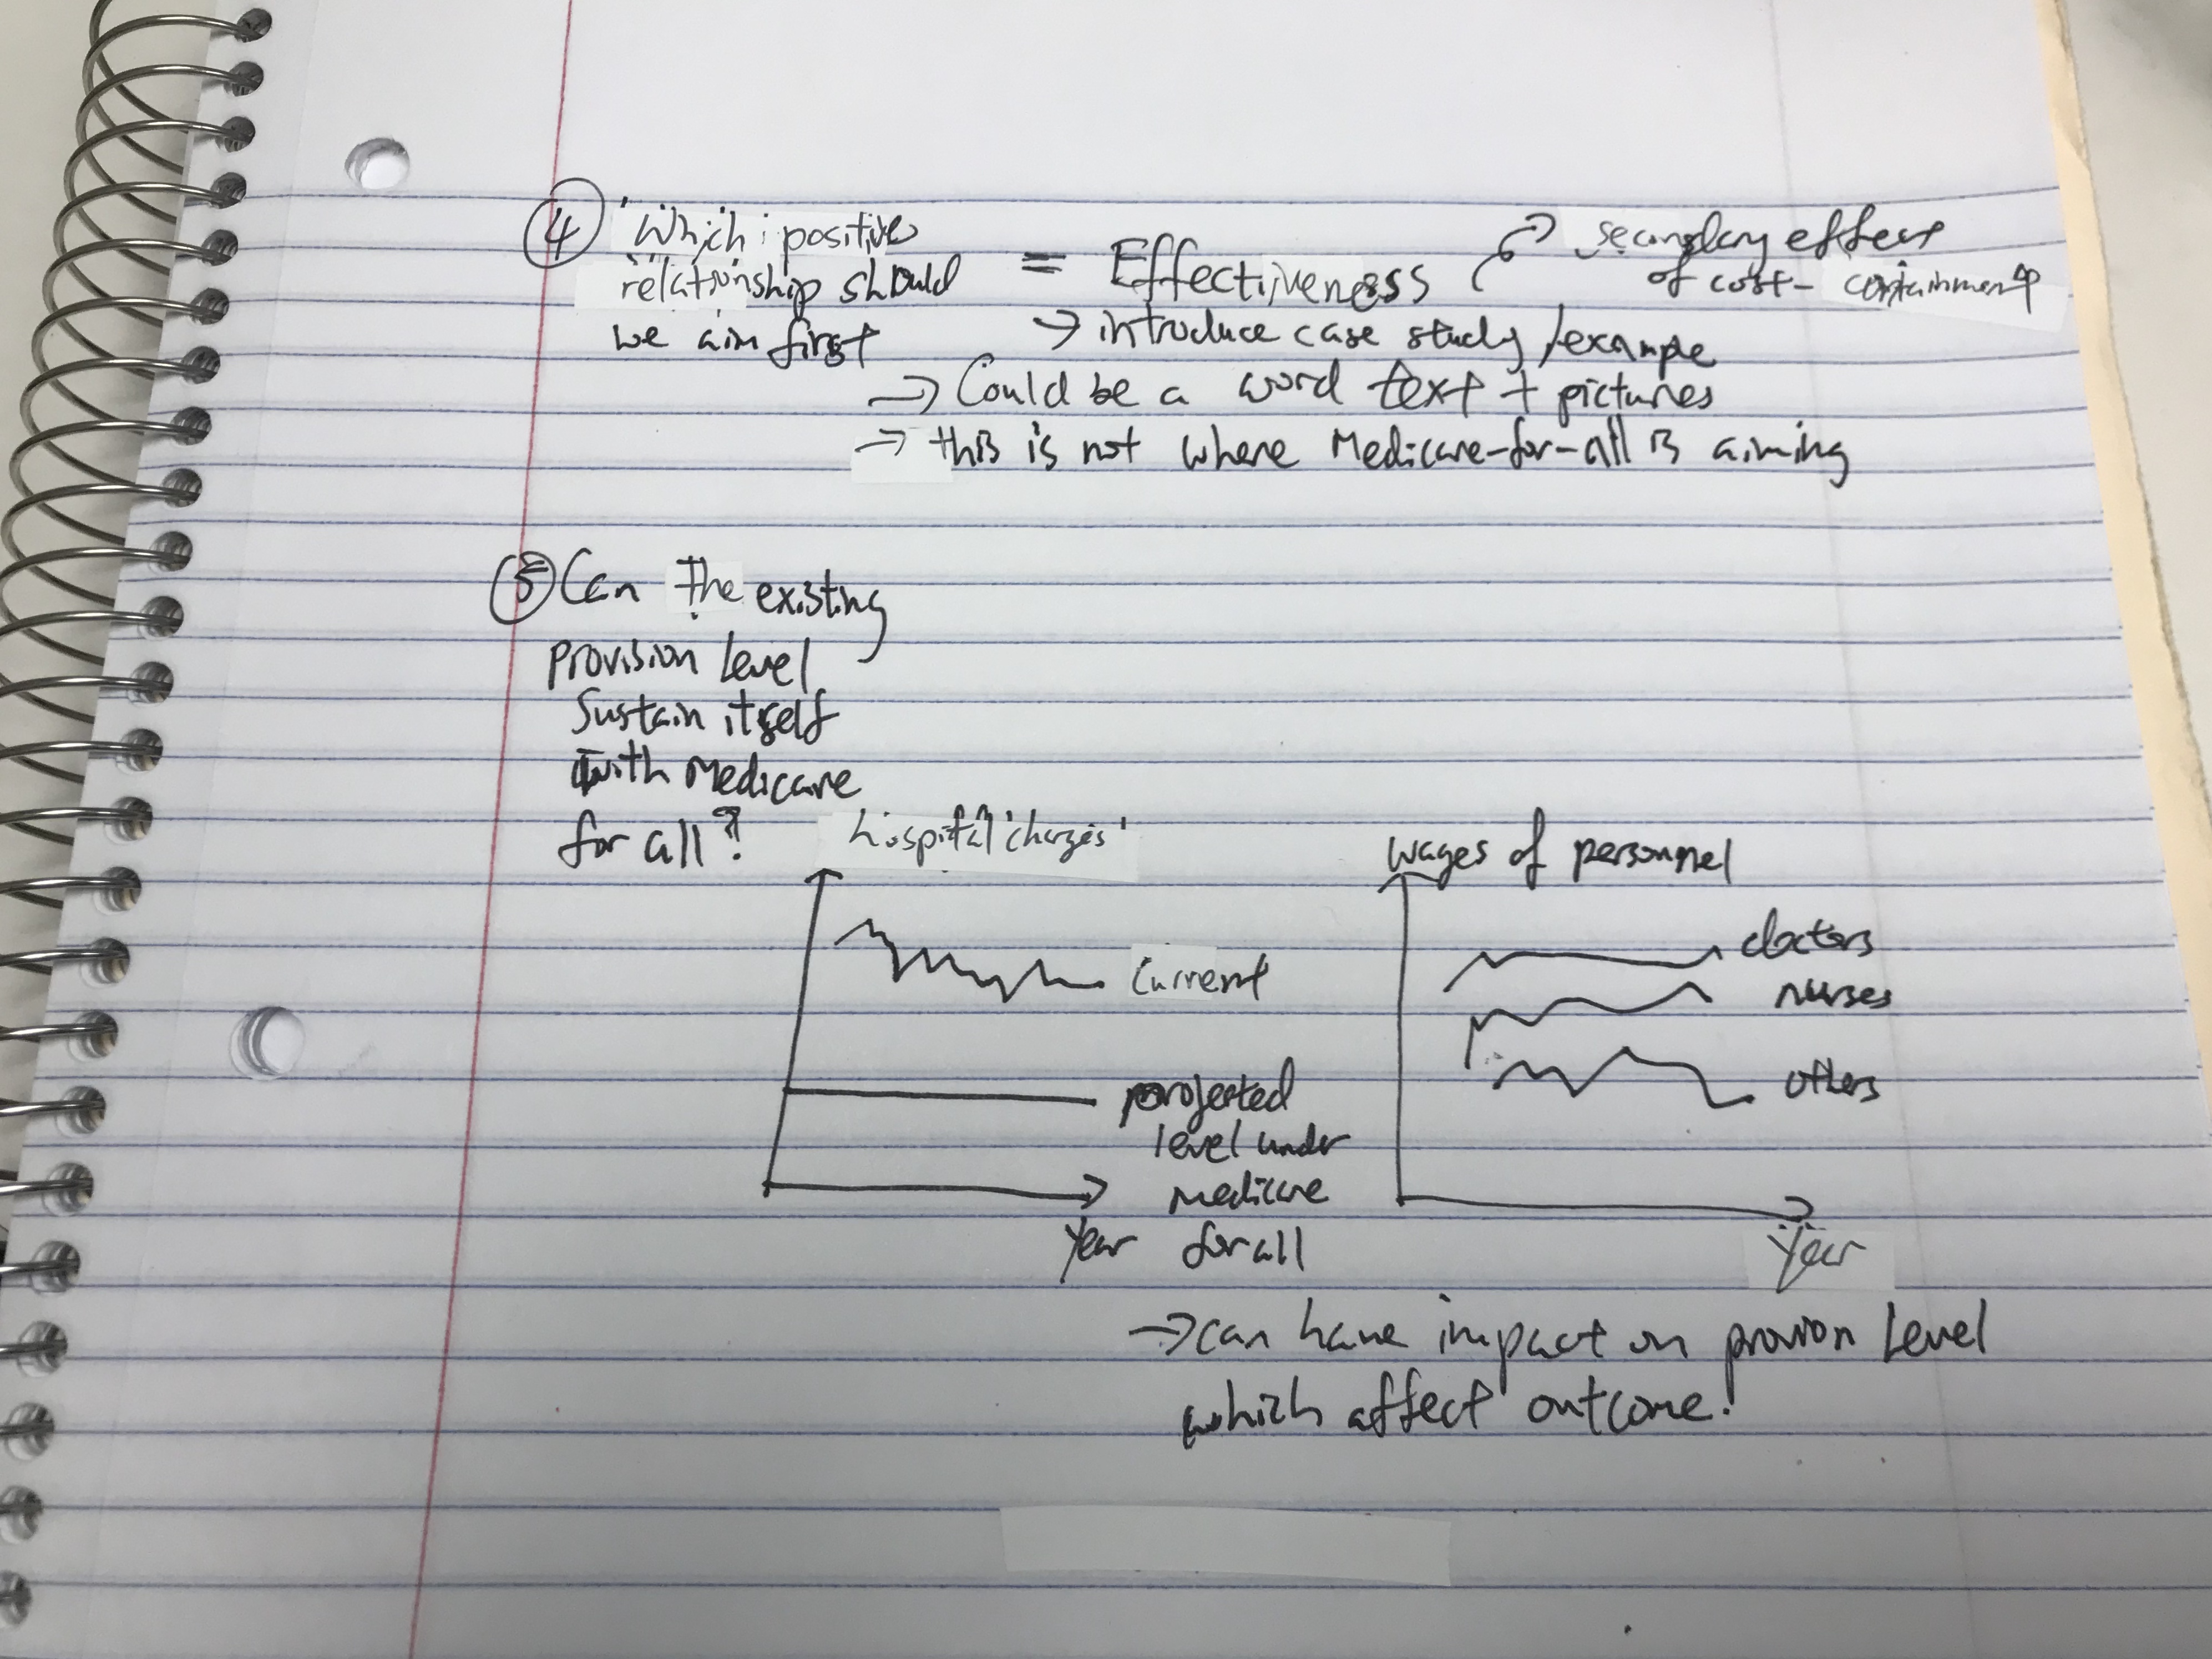 ④ Which positive
relationship should
we aim first
= Effectiveness
secondary effect
of cost-containment
→ introduce case study/example
→ Could be a word text + pictures
→ this is not where Medicare-for-all is aiming
⑤ Can the existing
provision level
sustain itself
with Medicare
for all?
hospital 'charges'
current
projected
level under
medicare
for all
Year
wages of personnel
doctors
nurses
others
Year
→ can have impact on provion level
which affect outcome!